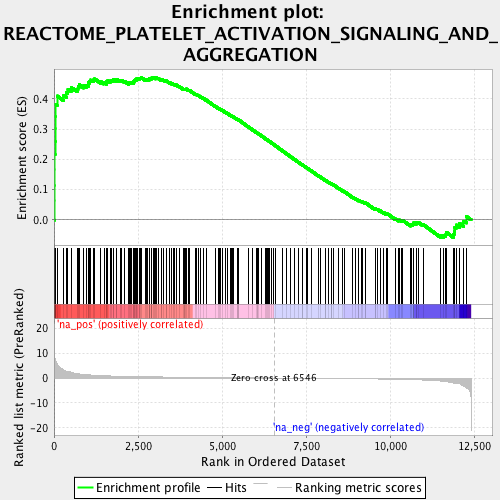 Enrichment plot:
REACTOME_PLATELET_ACTIVATION_SIGNALING_AND_
AGGREGATION
Enrichment score (ES)
0.4
0.3
0.2
0.1
0.0
'na_pos' (positively correlated)
Ranked list metric (PreRanked)
20
10
0
-10
-20
Zero cross at 6546
'na_neg' (negatively correlated)
0
2,500
5,000
7,500
10,000
12,500
Rank in Ordered Dataset
Enrichment profile
Hits
Ranking metric scores